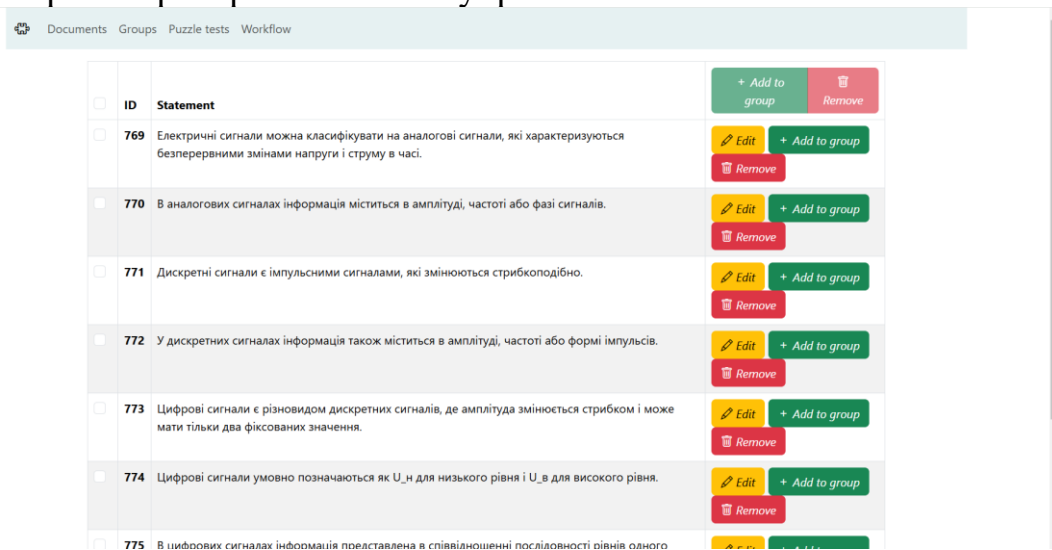 Documents Groups Puzzle tests Workflow
+ Add to group Remove
ID Statement
769 Електричні сигнали можна класифікувати на аналогові сигнали, які характеризуються
безперервними змінами напруги і струму в часі.
Edit + Add to group
Remove
770 В аналогових сигналах інформація міститься в амплітуді, частоті або фазі сигналів.
Edit + Add to group
Remove
771 Дискретні сигнали є імпульсними сигналами, які змінюються стрибкоподібно.
Edit + Add to group
Remove
772 У дискретних сигналах інформація також міститься в амплітуді, частоті або формі імпульсів.
Edit + Add to group
Remove
773 Цифрові сигнали є різновидом дискретних сигналів, де амплітуда змінюється стрибком і може
мати тільки два фіксованих значення.
Edit + Add to group
Remove
774 Цифрові сигнали умовно позначаються як U_н для низького рівня і U_в для високого рівня.
Edit + Add to group
Remove
775 В цифрових сигналах інформація представлена в співвідношенні послідовності рівнів одного
Edit + Add to group